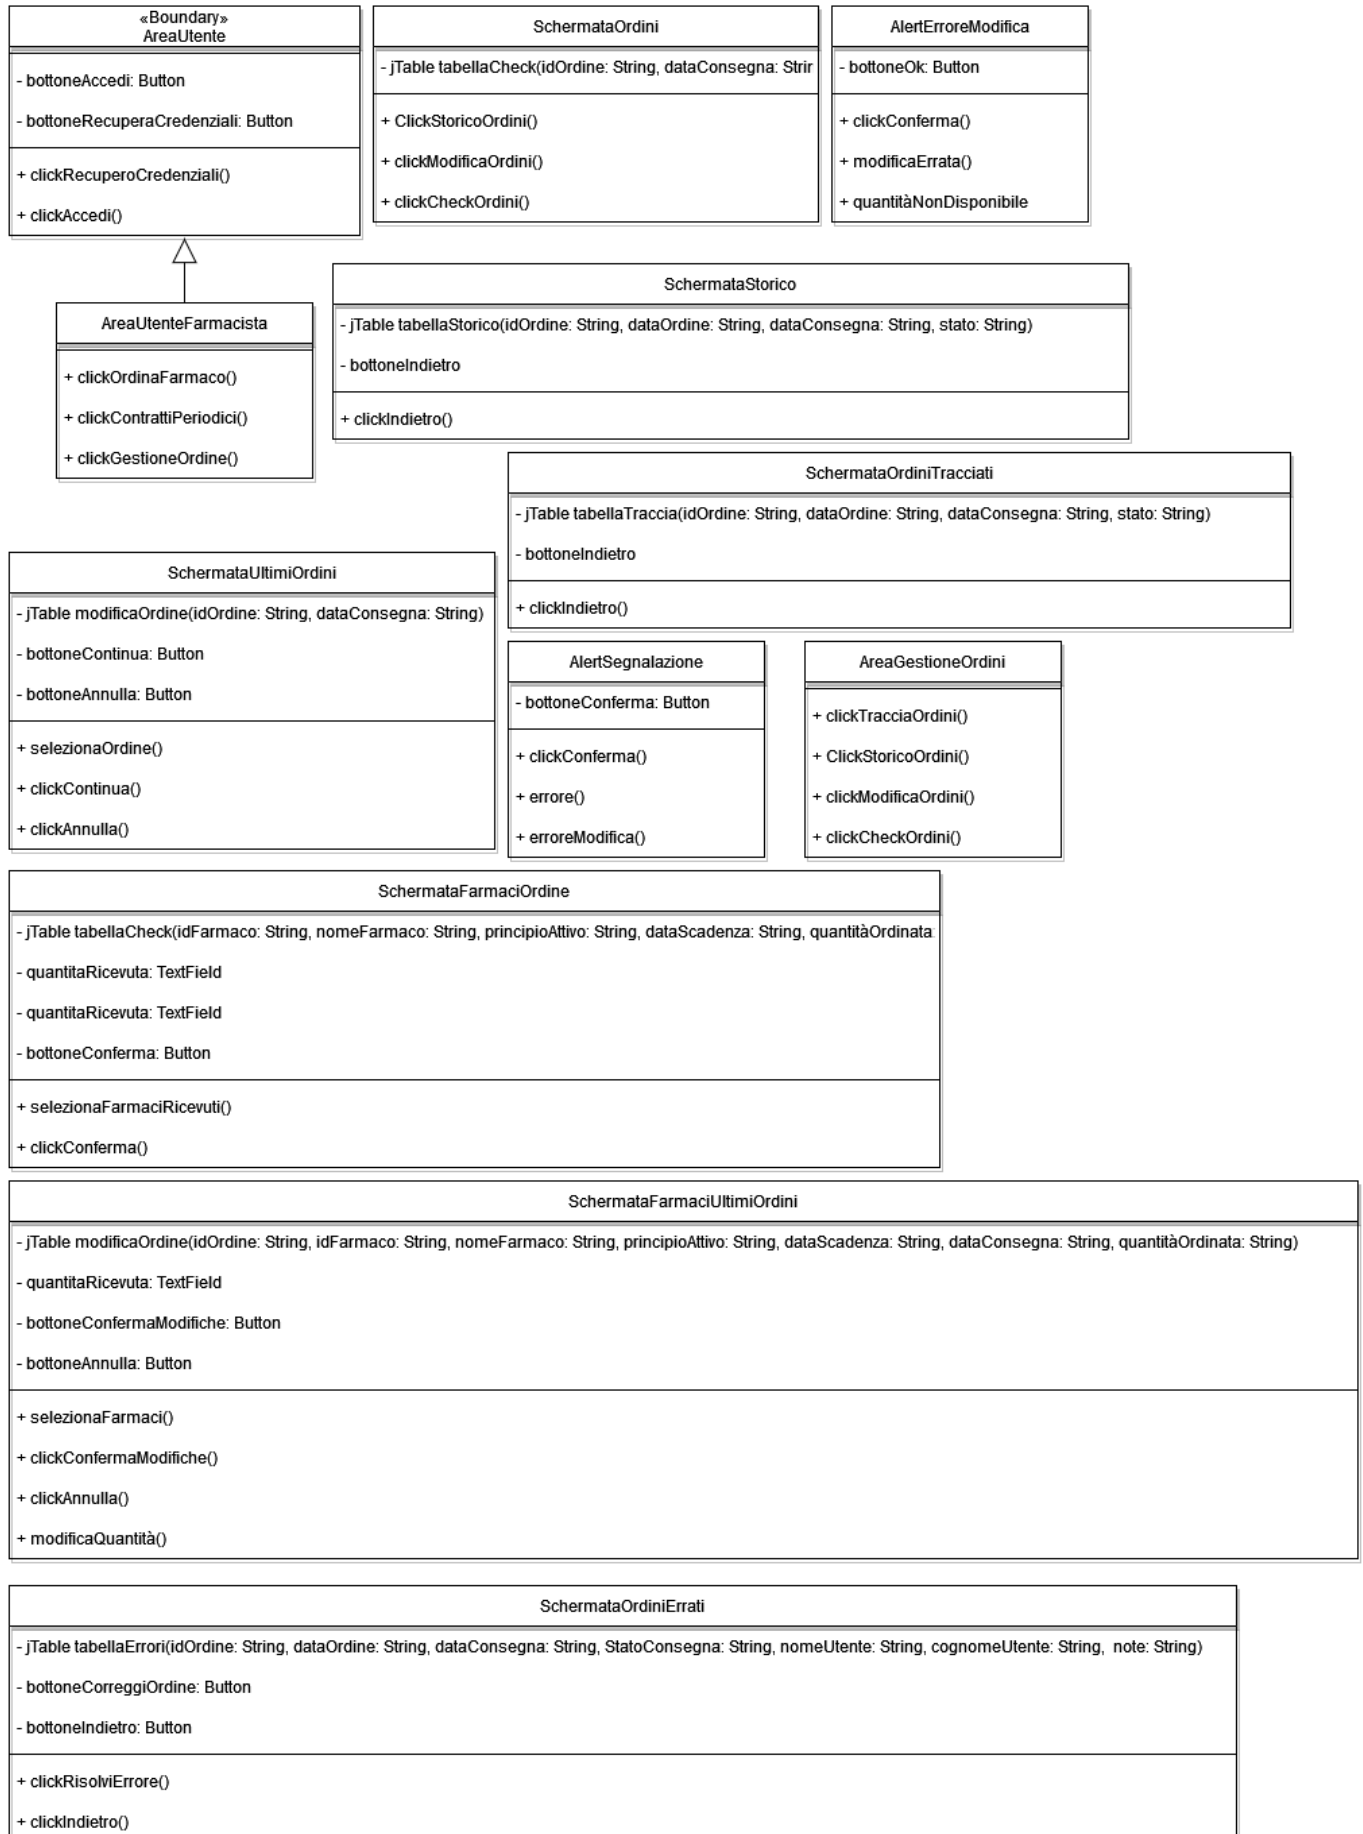 «Boundary»
AreaUtente
- bottoneAccedi: Button
- bottoneRecuperaCredenziali: Button
+ clickRecuperoCredenziali()
+ clickAccedi()
SchermataOrdini
- jTable tabellaCheck(idOrdine: String, dataConsegna: Strir
+ ClickStoricoOrdini()
+ clickModificaOrdini()
+ clickCheckOrdini()
AlertErroreModifica
- bottoneOk: Button
+ clickConferma()
+ modificaErrata()
+ quantitàNonDisponibile
AreaUtenteFarmacista
+ clickOrdinaFarmaco()
+ clickContrattiPeriodici()
+ clickGestioneOrdine()
SchermataStorico
- jTable tabellaStorico(idOrdine: String, dataOrdine: String, dataConsegna: String, stato: String)
- bottoneIndietro
+ clickIndietro()
SchermataOrdiniTracciati
- jTable tabellaTraccia(idOrdine: String, dataOrdine: String, dataConsegna: String, stato: String)
- bottoneIndietro
+ clickIndietro()
SchermataUltimiOrdini
- jTable modificaOrdine(idOrdine: String, dataConsegna: String)
- bottoneContinua: Button
- bottoneAnnulla: Button
+ selezionaOrdine()
+ clickContinua()
+ clickAnnulla()
AlertSegnalazione
- bottoneConferma: Button
+ clickConferma()
+ errore()
+ erroreModifica()
AreaGestioneOrdini
+ clickTracciaOrdini()
+ ClickStoricoOrdini()
+ clickModificaOrdini()
+ clickCheckOrdini()
SchermataFarmaciOrdine
- jTable tabellaCheck(idFarmaco: String, nomeFarmaco: String, principioAttivo: String, dataScadenza: String, quantitàOrdinata:
- quantitaRicevuta: TextField
- quantitaRicevuta: TextField
- bottoneConferma: Button
+ selezionaFarmaciRicevuti()
+ clickConferma()
SchermataFarmaciUltimiOrdini
- jTable modificaOrdine(idOrdine: String, idFarmaco: String, nomeFarmaco: String, principioAttivo: String, dataScadenza: String, dataConsegna: String, quantitàOrdinata: String)
- quantitaRicevuta: TextField
- bottoneConfermaModifiche: Button
- bottoneAnnulla: Button
+ selezionaFarmaci()
+ clickConfermaModifiche()
+ clickAnnulla()
+ modificaQuantità()
SchermataOrdiniErrati
- jTable tabellaErrori(idOrdine: String, dataOrdine: String, dataConsegna: String, StatoConsegna: String, nomeUtente: String, cognomeUtente: String, note: String)
- bottoneCorreggiOrdine: Button
- bottoneIndietro: Button
+ clickRisolviErrore()
+ clickIndietro()